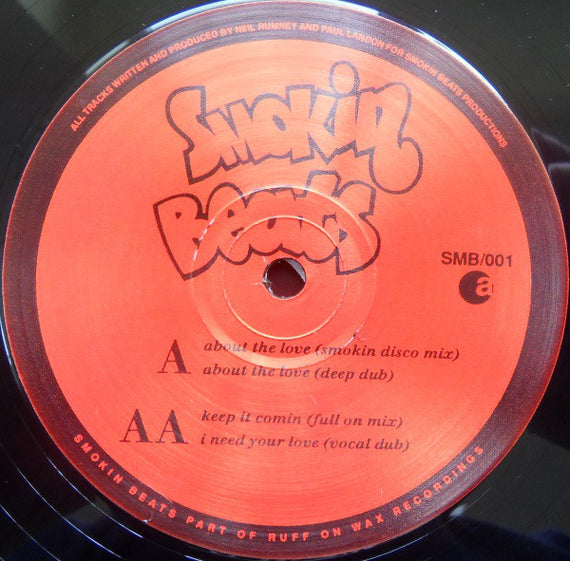 ALL TRACKS WRITTEN AND PRODUCED BY NEIL RUMNEY AND PAUL LANDON FOR SMOKIN BEATS PRODUCTIONS
SMOKIN
BEATS
SMB/001
a
A
about the love (smokin disco mix)
about the love (deep dub)
AA
keep it comin (full on mix)
i need your love (vocal dub)
SMOKIN BEATS PART OF RUFF ON WAX RECORDINGS